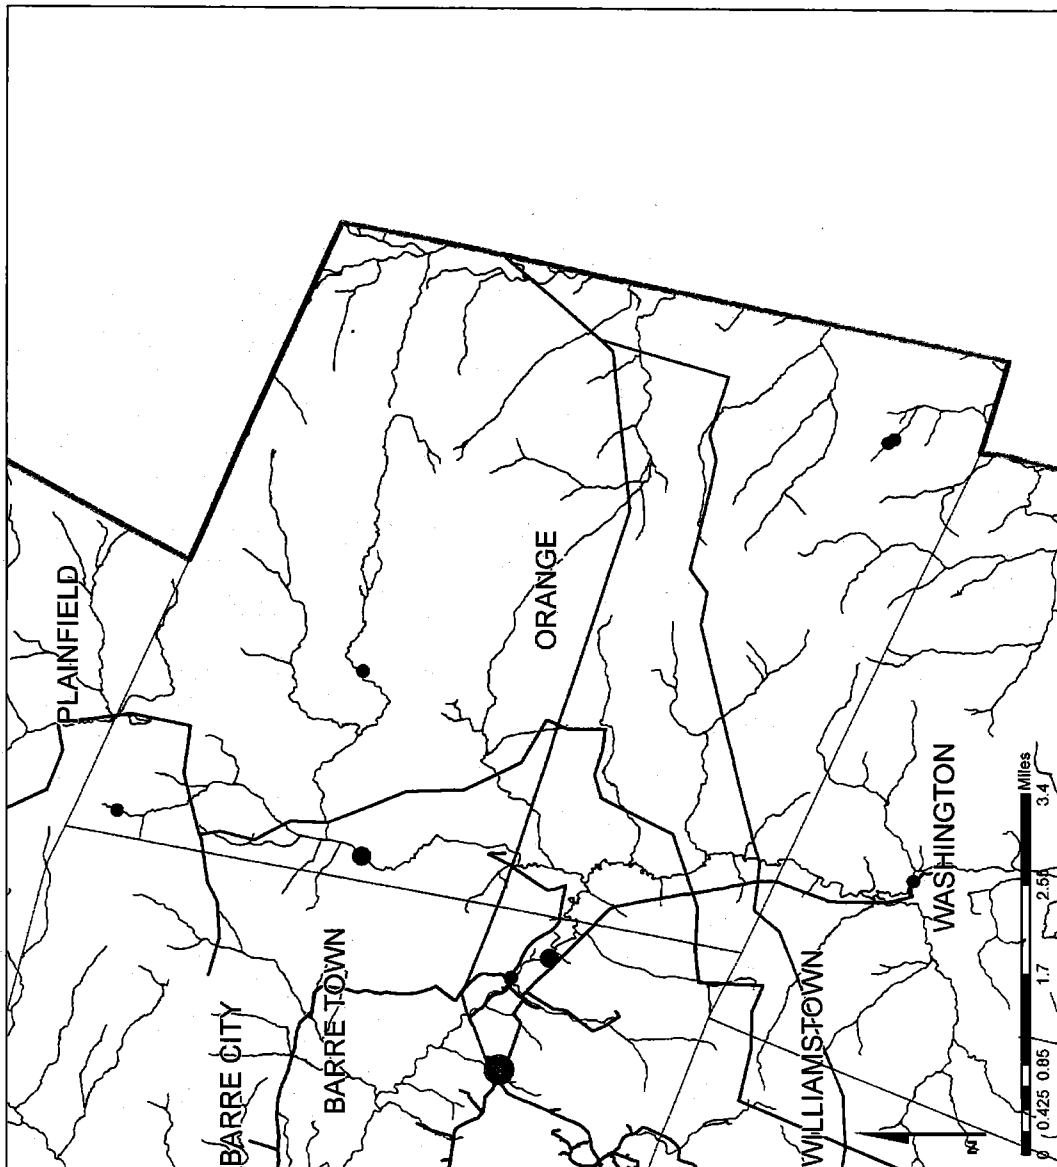 PLAINFIELD
BARRE CITY
BARRE TOWN
ORANGE
WILLIAMSTOWN
WASHINGTON
0 0.425 0.85 1.7 2.55 3.4
Miles
N